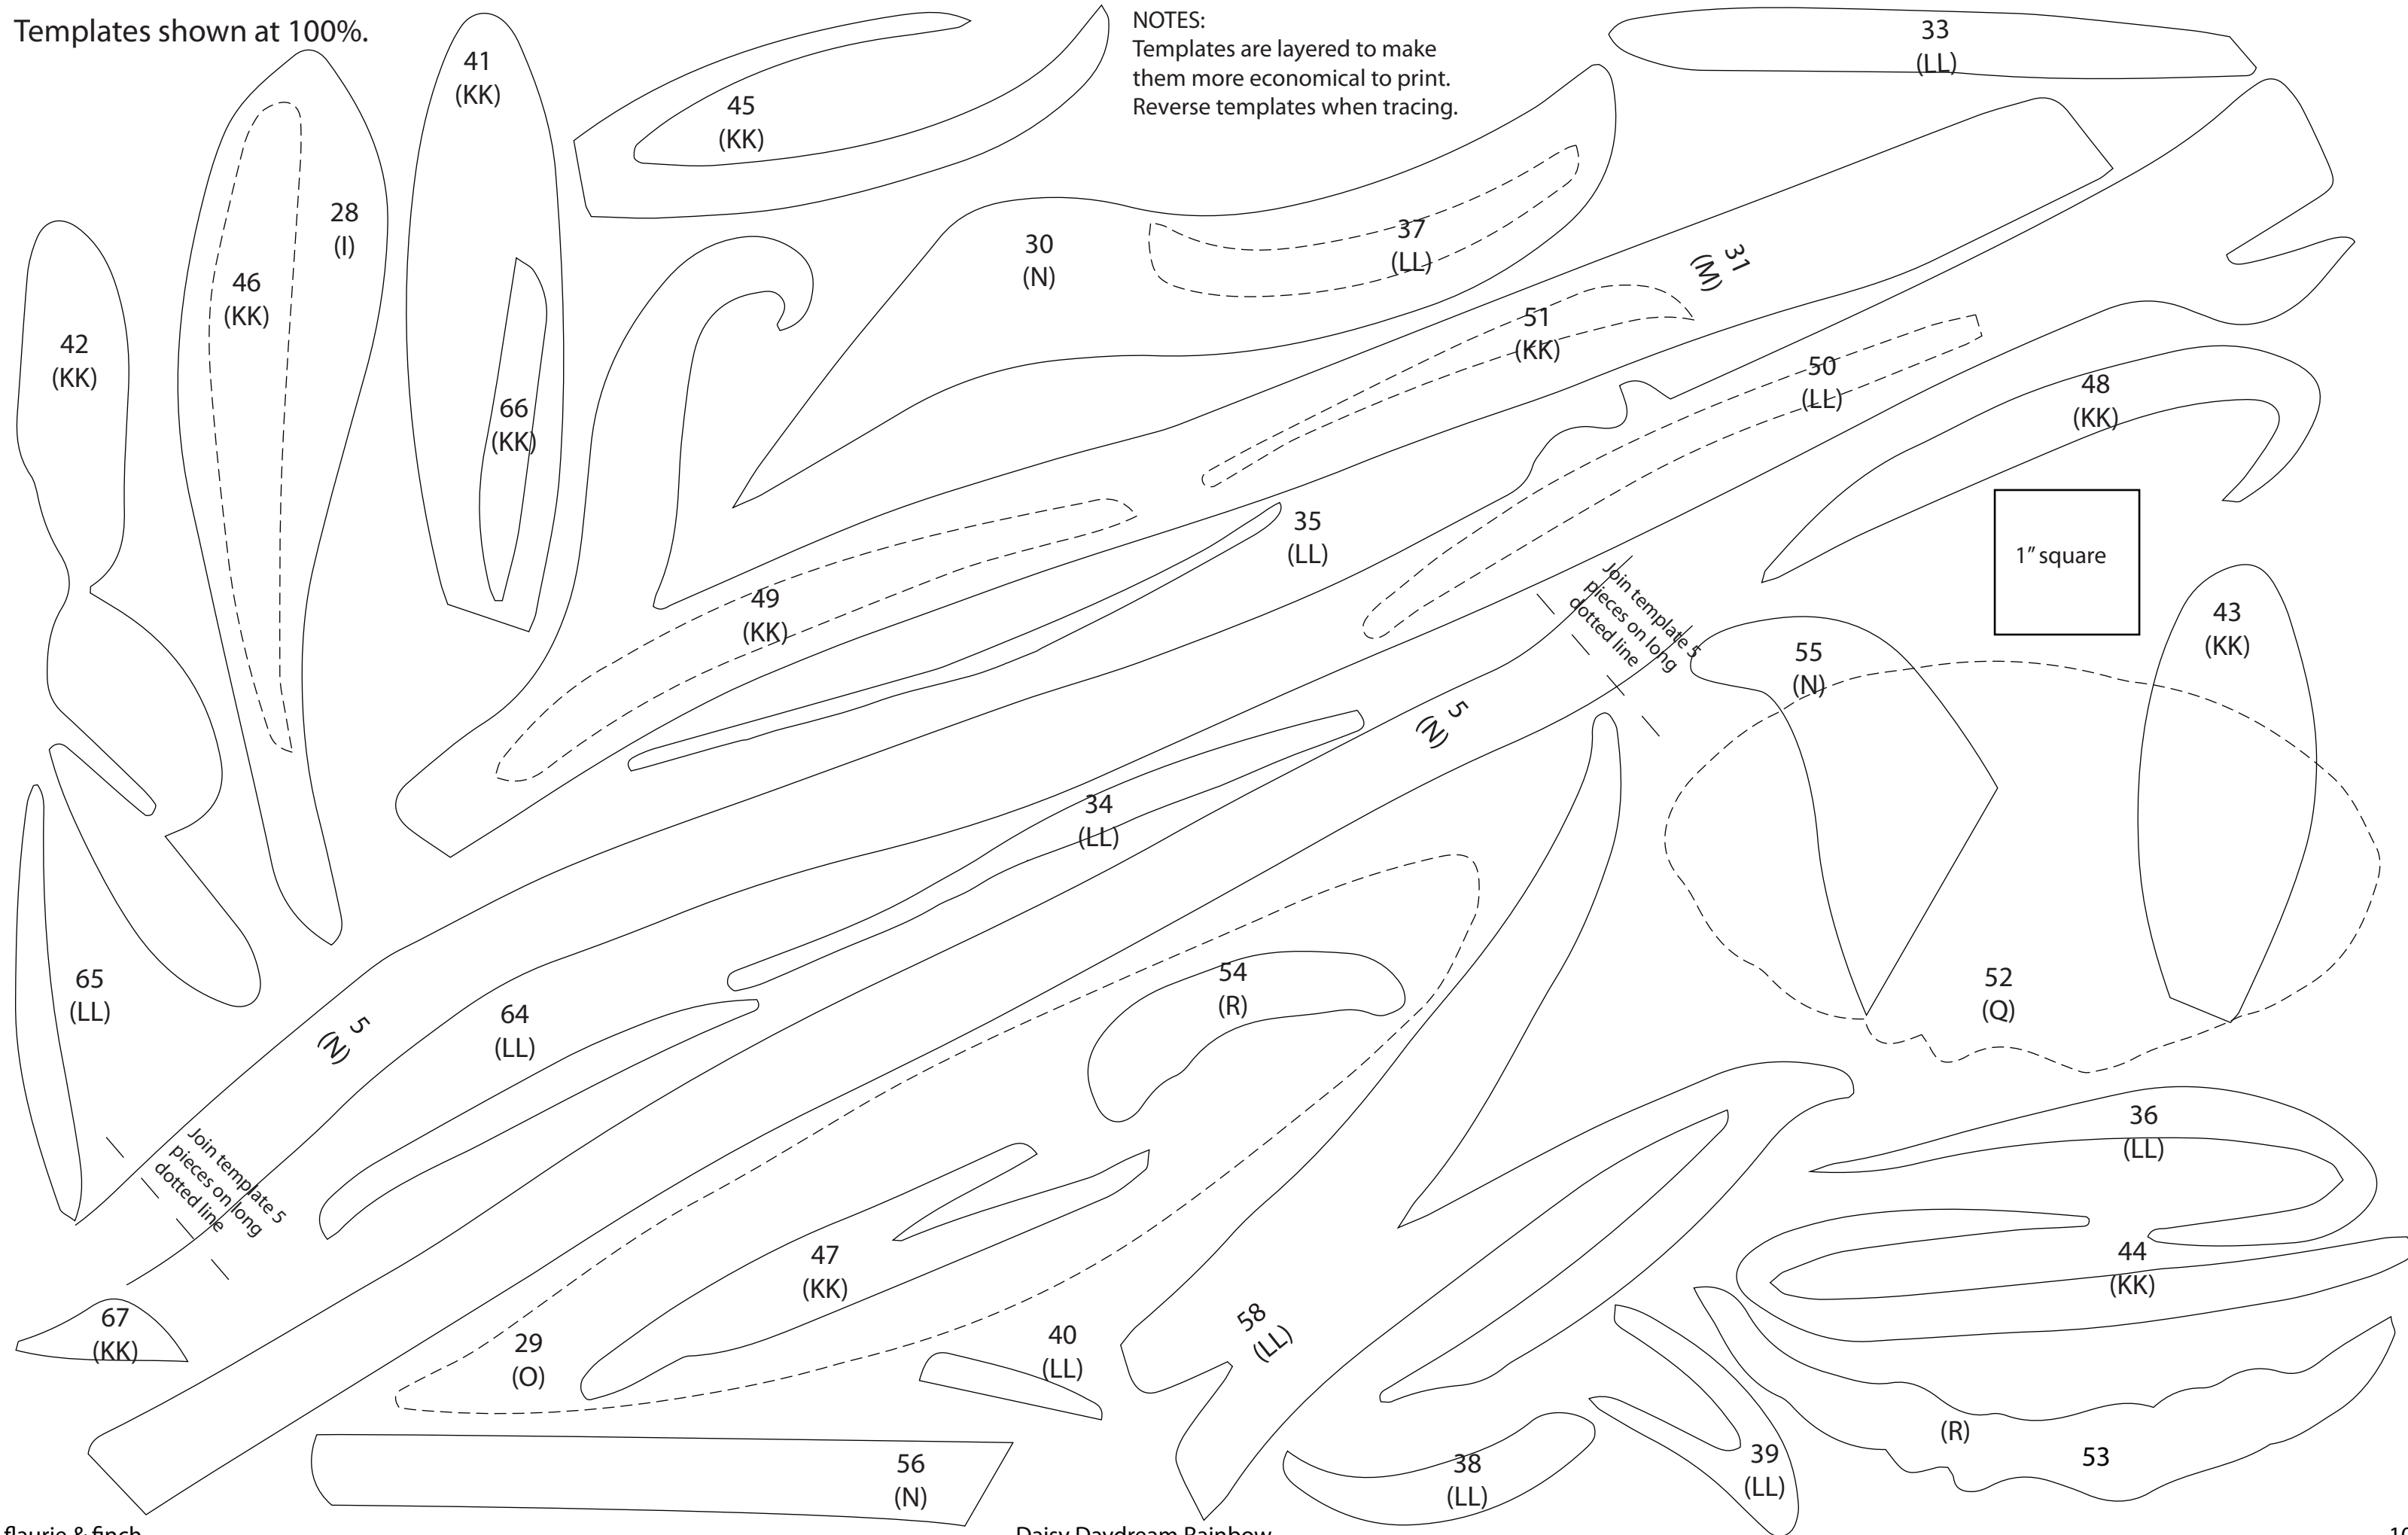 Templates shown at 100%.
NOTES:
Templates are layered to make
them more economical to print.
Reverse templates when tracing.
33
(LL)
41
(KK)
45
(KK)
28
(I)
46
(KK)
30
(N)
37
(LL)
31
(M)
42
(KK)
66
(KK)
51
(KK)
50
(LL)
48
(KK)
35
(LL)
1” square
49
(KK)
Join template 5
pieces on long
dotted line
43
(KK)
55
(N)
5
(N)
34
(LL)
65
(LL)
54
(R)
52
(Q)
5
(N)
64
(LL)
Join template 5
pieces on long
dotted line
36
(LL)
47
(KK)
44
(KK)
67
(KK)
29
(O)
40
(LL)
58
(LL)
56
(N)
38
(LL)
39
(LL)
(R)
53
flaurie & finch
Daisy Daydream Rainbow